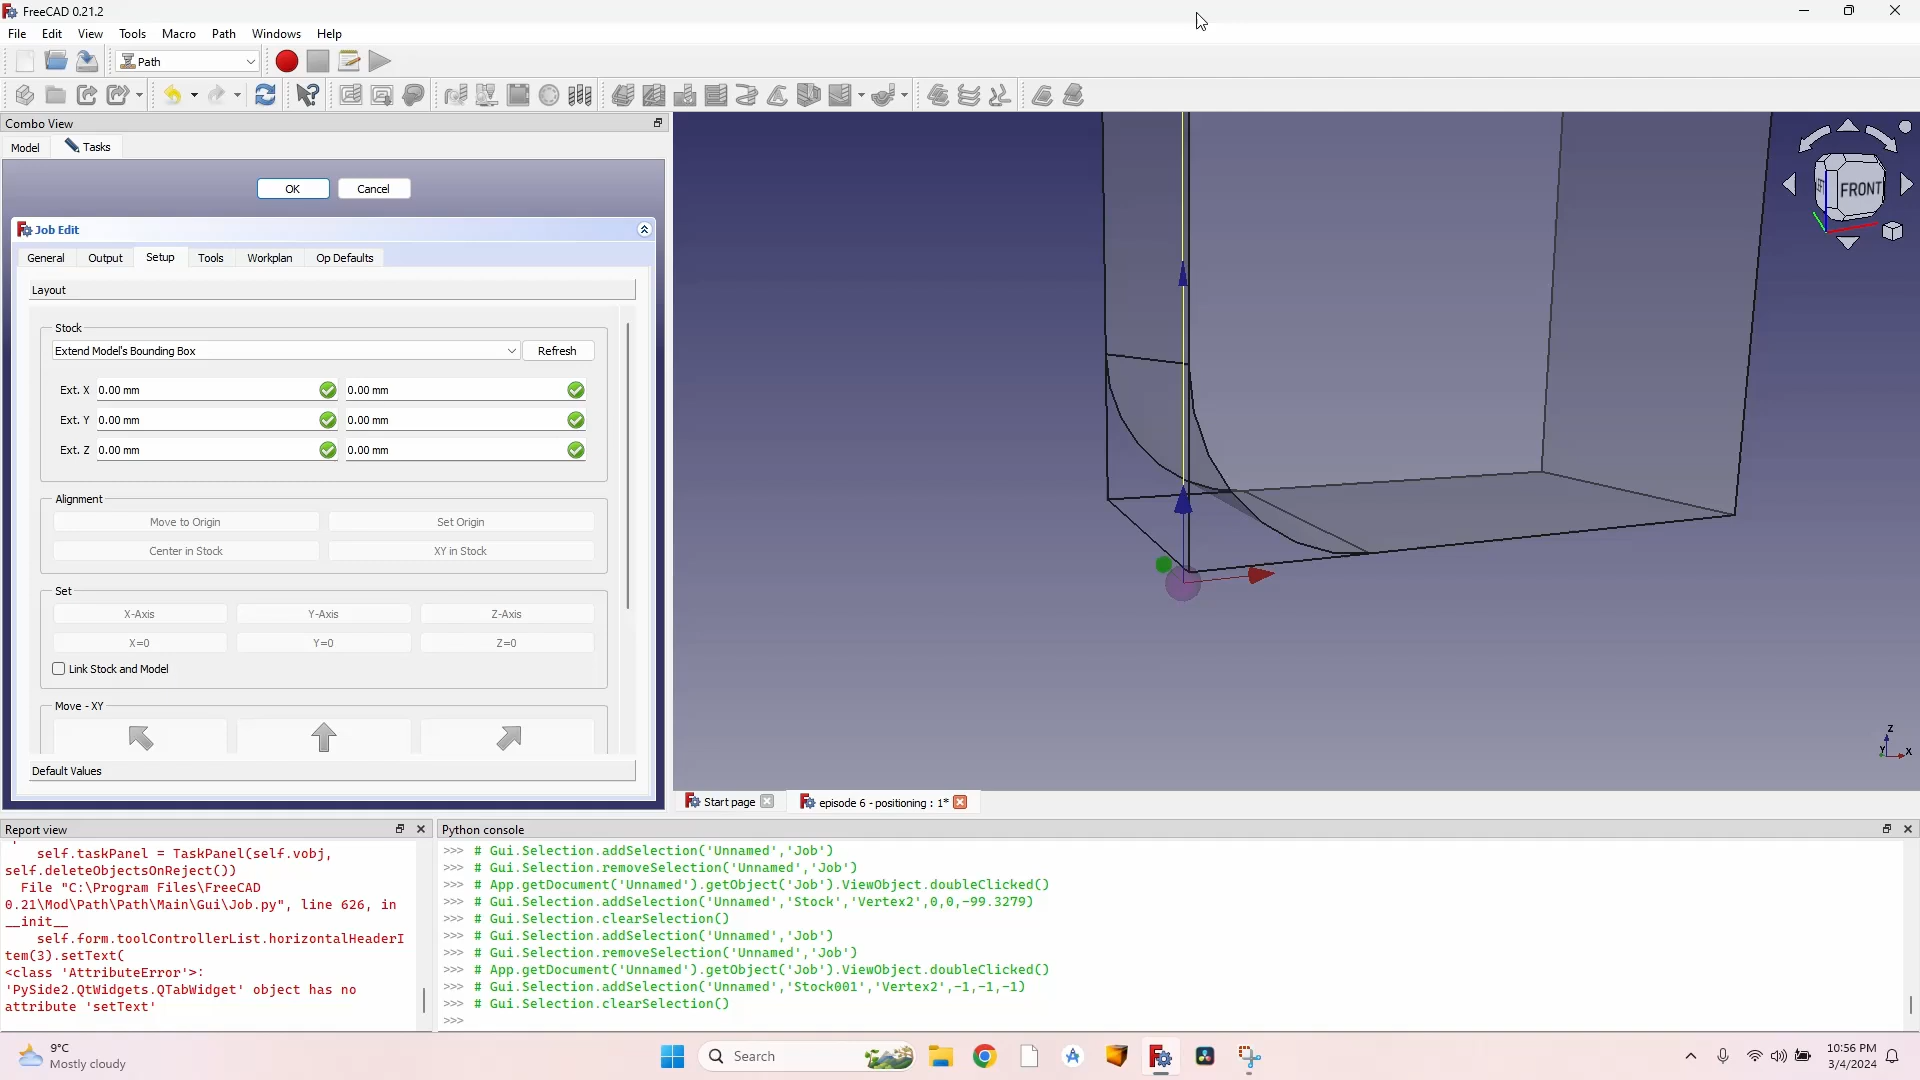 FreeCAD 0.21.2
File Edit View Tools Macro Path Windows Help
Path
Combo View
Model Tasks
OK Cancel
Job Edit
General Output Setup Tools Workplan Op Defaults
Layout
Stock
Extend Model's Bounding Box Refresh
Ext. X 0.00 mm 0.00 mm
Ext. Y 0.00 mm 0.00 mm
Ext. Z 0.00 mm 0.00 mm
Alignment
Move to Origin Set Origin
Center in Stock XY in Stock
Set
X-Axis Y-Axis Z-Axis
X=0 Y=0 Z=0
Link Stock and Model
Move - XY
Default Values
FRONT
Z
Y X
Start page episode 6 - positioning : 1*
Report view
self.taskPanel = TaskPanel(self.vobj,
self.deleteObjectsOnReject())
File "C:\Program Files\FreeCAD
0.21\Mod\Path\Path\Main\Gui\Job.py", line 626, in
__init__
self.form.toolControllerList.horizontalHeaderI
tem(3).setText(
<class 'AttributeError'>:
'PySide2.QtWidgets.QTabWidget' object has no
attribute 'setText'
Python console
>>> # Gui.Selection.addSelection('Unnamed','Job')
>>> # Gui.Selection.removeSelection('Unnamed','Job')
>>> # App.getDocument('Unnamed').getObject('Job').ViewObject.doubleClicked()
>>> # Gui.Selection.addSelection('Unnamed','Stock','Vertex2',0,0,-99.3279)
>>> # Gui.Selection.clearSelection()
>>> # Gui.Selection.addSelection('Unnamed','Job')
>>> # Gui.Selection.removeSelection('Unnamed','Job')
>>> # App.getDocument('Unnamed').getObject('Job').ViewObject.doubleClicked()
>>> # Gui.Selection.addSelection('Unnamed','Stock001','Vertex2',-1,-1,-1)
>>> # Gui.Selection.clearSelection()
>>>
9°C
Mostly cloudy
Search
10:56 PM
3/4/2024